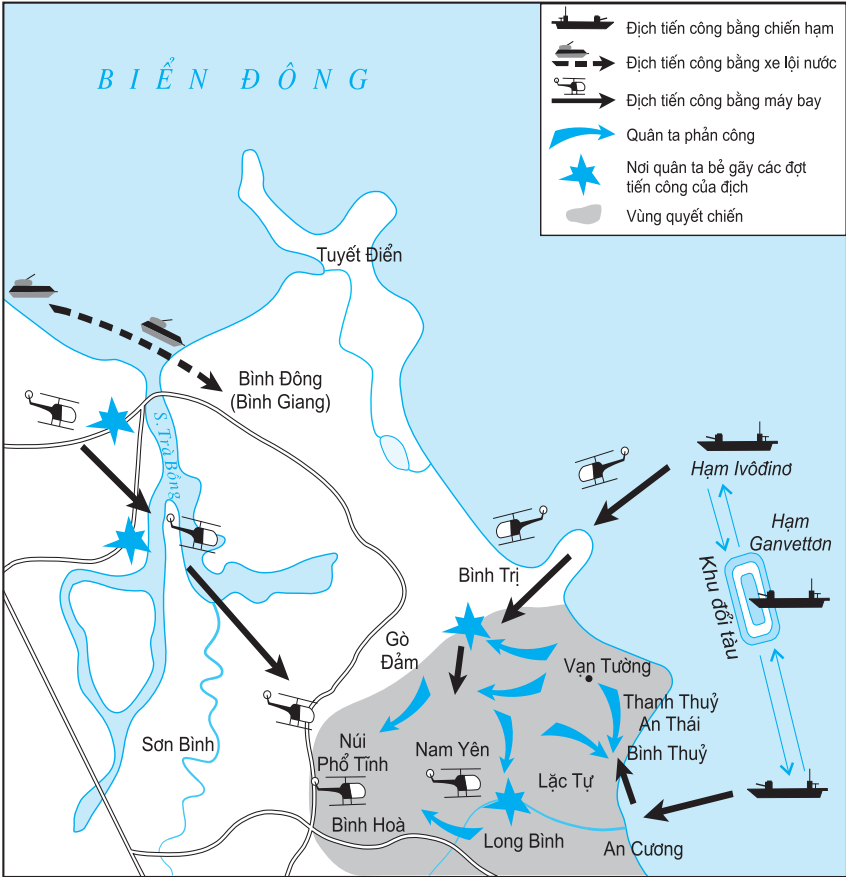 BIỂN ĐÔNG
Địch tiến công bằng chiến hạm
Địch tiến công bằng xe lội nước
Địch tiến công bằng máy bay
Quân ta phản công
Nơi quân ta bẻ gãy các đợt
tiến công của địch
Vùng quyết chiến
Tuyết Điển
Bình Đông
(Bình Giang)
S. Trà Bồng
Hạm Ivôđinơ
Hạm
Ganvettơn
Khu đổi tàu
Bình Trị
Gò
Đảm
Vạn Tường
Thanh Thuỷ
An Thái
Bình Thuỷ
Sơn Bình
Núi
Phổ Tĩnh
Nam Yên
Lặc Tự
Bình Hoà
Long Bình
An Cương